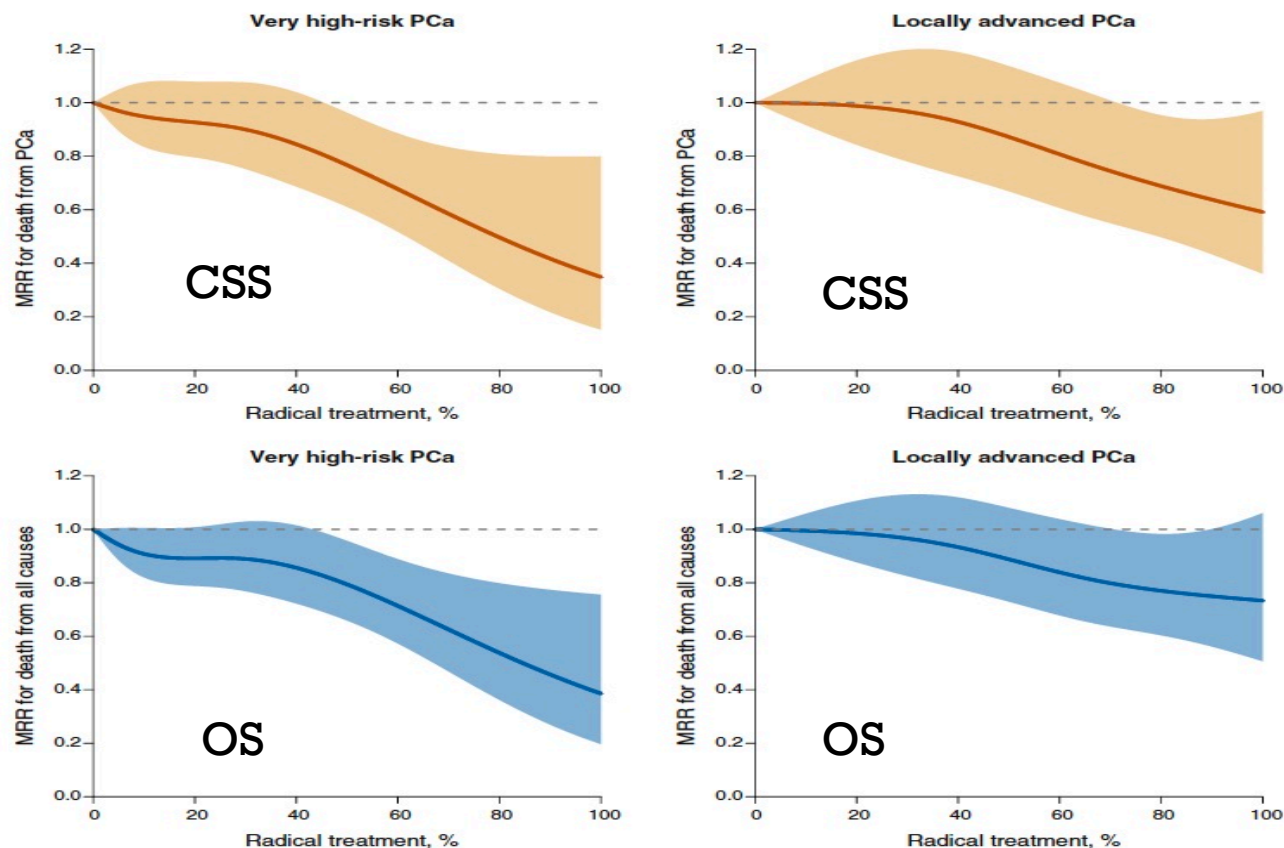 Very high-risk PCa
MRR for death from PCa
1.2
1.0
0.8
0.6
0.4
0.2
0.0
CSS
0 20 40 60 80 100
Radical treatment, %
Locally advanced PCa
MRR for death from PCa
1.2
1.0
0.8
0.6
0.4
0.2
0.0
CSS
0 20 40 60 80 100
Radical treatment, %
Very high-risk PCa
MRR for death from all causes
1.2
1.0
0.8
0.6
0.4
0.2
0.0
OS
0 20 40 60 80 100
Radical treatment, %
Locally advanced PCa
MRR for death from all causes
1.2
1.0
0.8
0.6
0.4
0.2
0.0
OS
0 20 40 60 80 100
Radical treatment, %